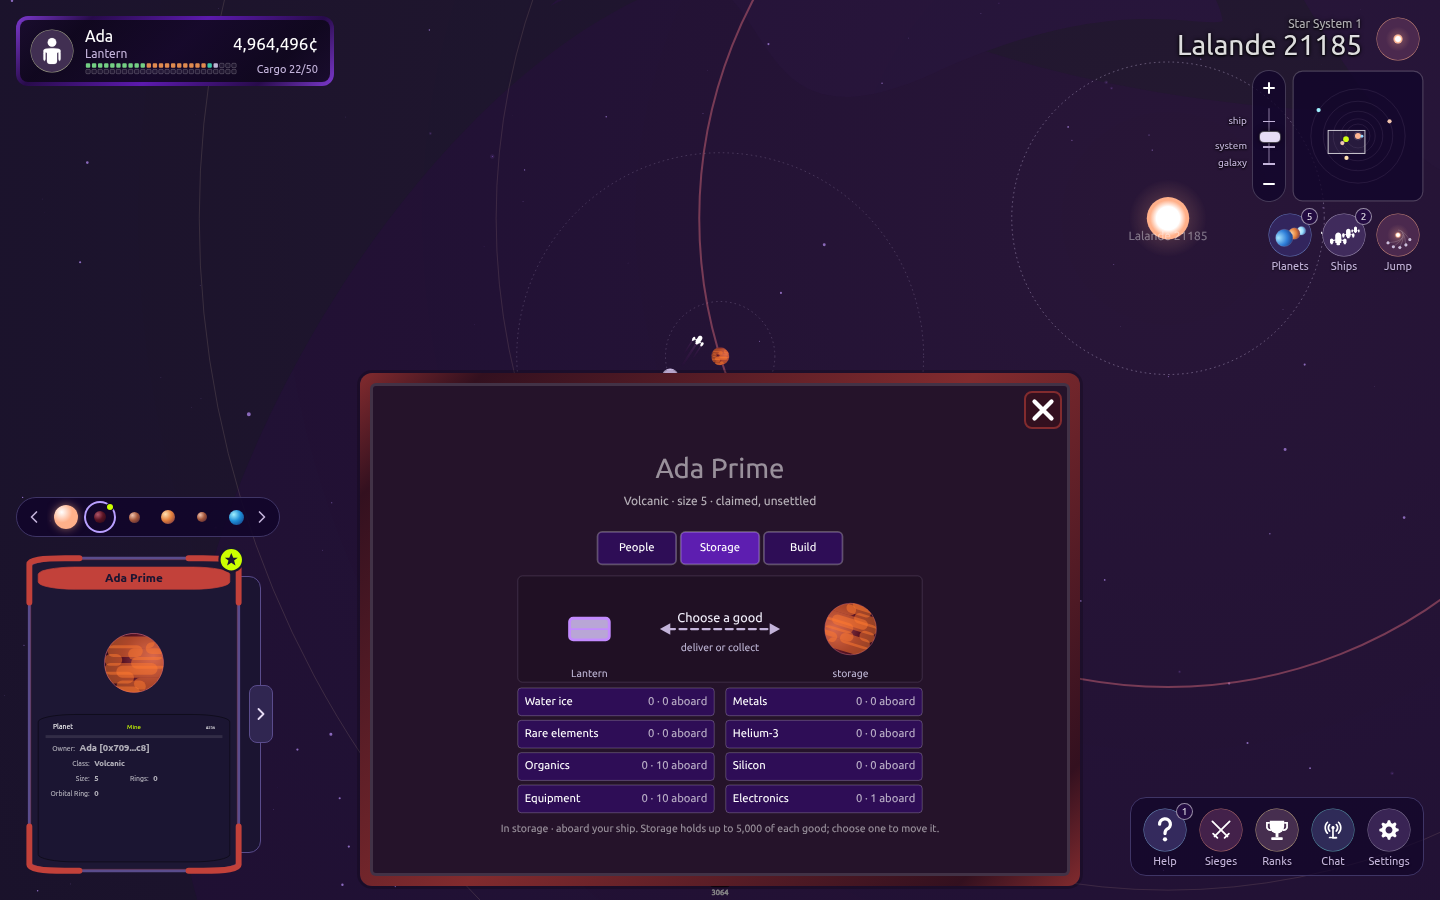 Ada
Lantern
4,964,496¢
Cargo 22/50
Star System 1
Lalande 21185
ship
system
galaxy
Lalande 21185
5
2
Planets
Ships
Jump
Ada Prime
Volcanic · size 5 · claimed, unsettled
People
Storage
Build
Choose a good
deliver or collect
Lantern
storage
Water ice 0 · 0 aboard
Metals 0 · 0 aboard
Rare elements 0 · 0 aboard
Helium-3 0 · 0 aboard
Organics 0 · 10 aboard
Silicon 0 · 0 aboard
Equipment 0 · 10 aboard
Electronics 0 · 1 aboard
In storage · aboard your ship. Storage holds up to 5,000 of each good; choose one to move it.
Ada Prime
Planet
Mine
Owner: Ada [0x709...c8]
Class: Volcanic
Size: 5
Rings: 0
Orbital Ring: 0
1
Help
Sieges
Ranks
Chat
Settings
3064